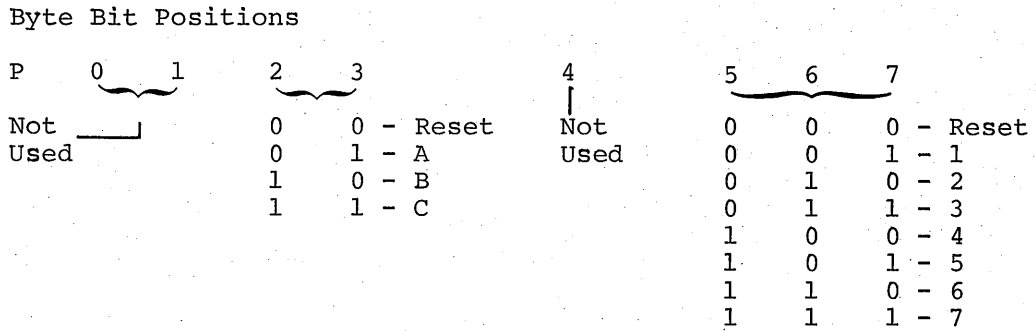 Byte Bit Positions
P 0 1 2 3 4 5 6 7
Not 0 0 - Reset Not 0 0 0 - Reset
Used 0 1 - A Used 0 0 1 - 1
1 0 - B 0 1 0 - 2
1 1 - C 0 1 1 - 3
1 0 0 - 4
1 0 1 - 5
1 1 0 - 6
1 1 1 - 7